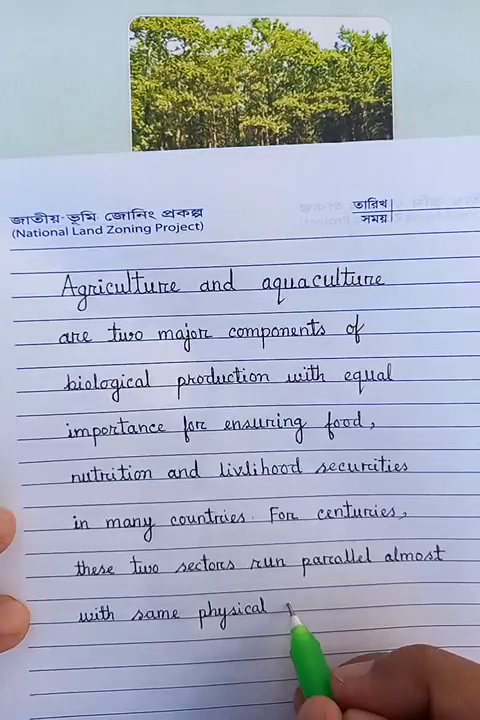 জাতীয় ভূমি জোনিং প্রকল্প
(National Land Zoning Project)
তারিখ
সময়
Agriculture and aquaculture
are two major components of
biological production with equal
importance for ensuring food,
nutrition and livlihood securities
in many countries. For centuries,
these two sectors run parallel almost
with same physical